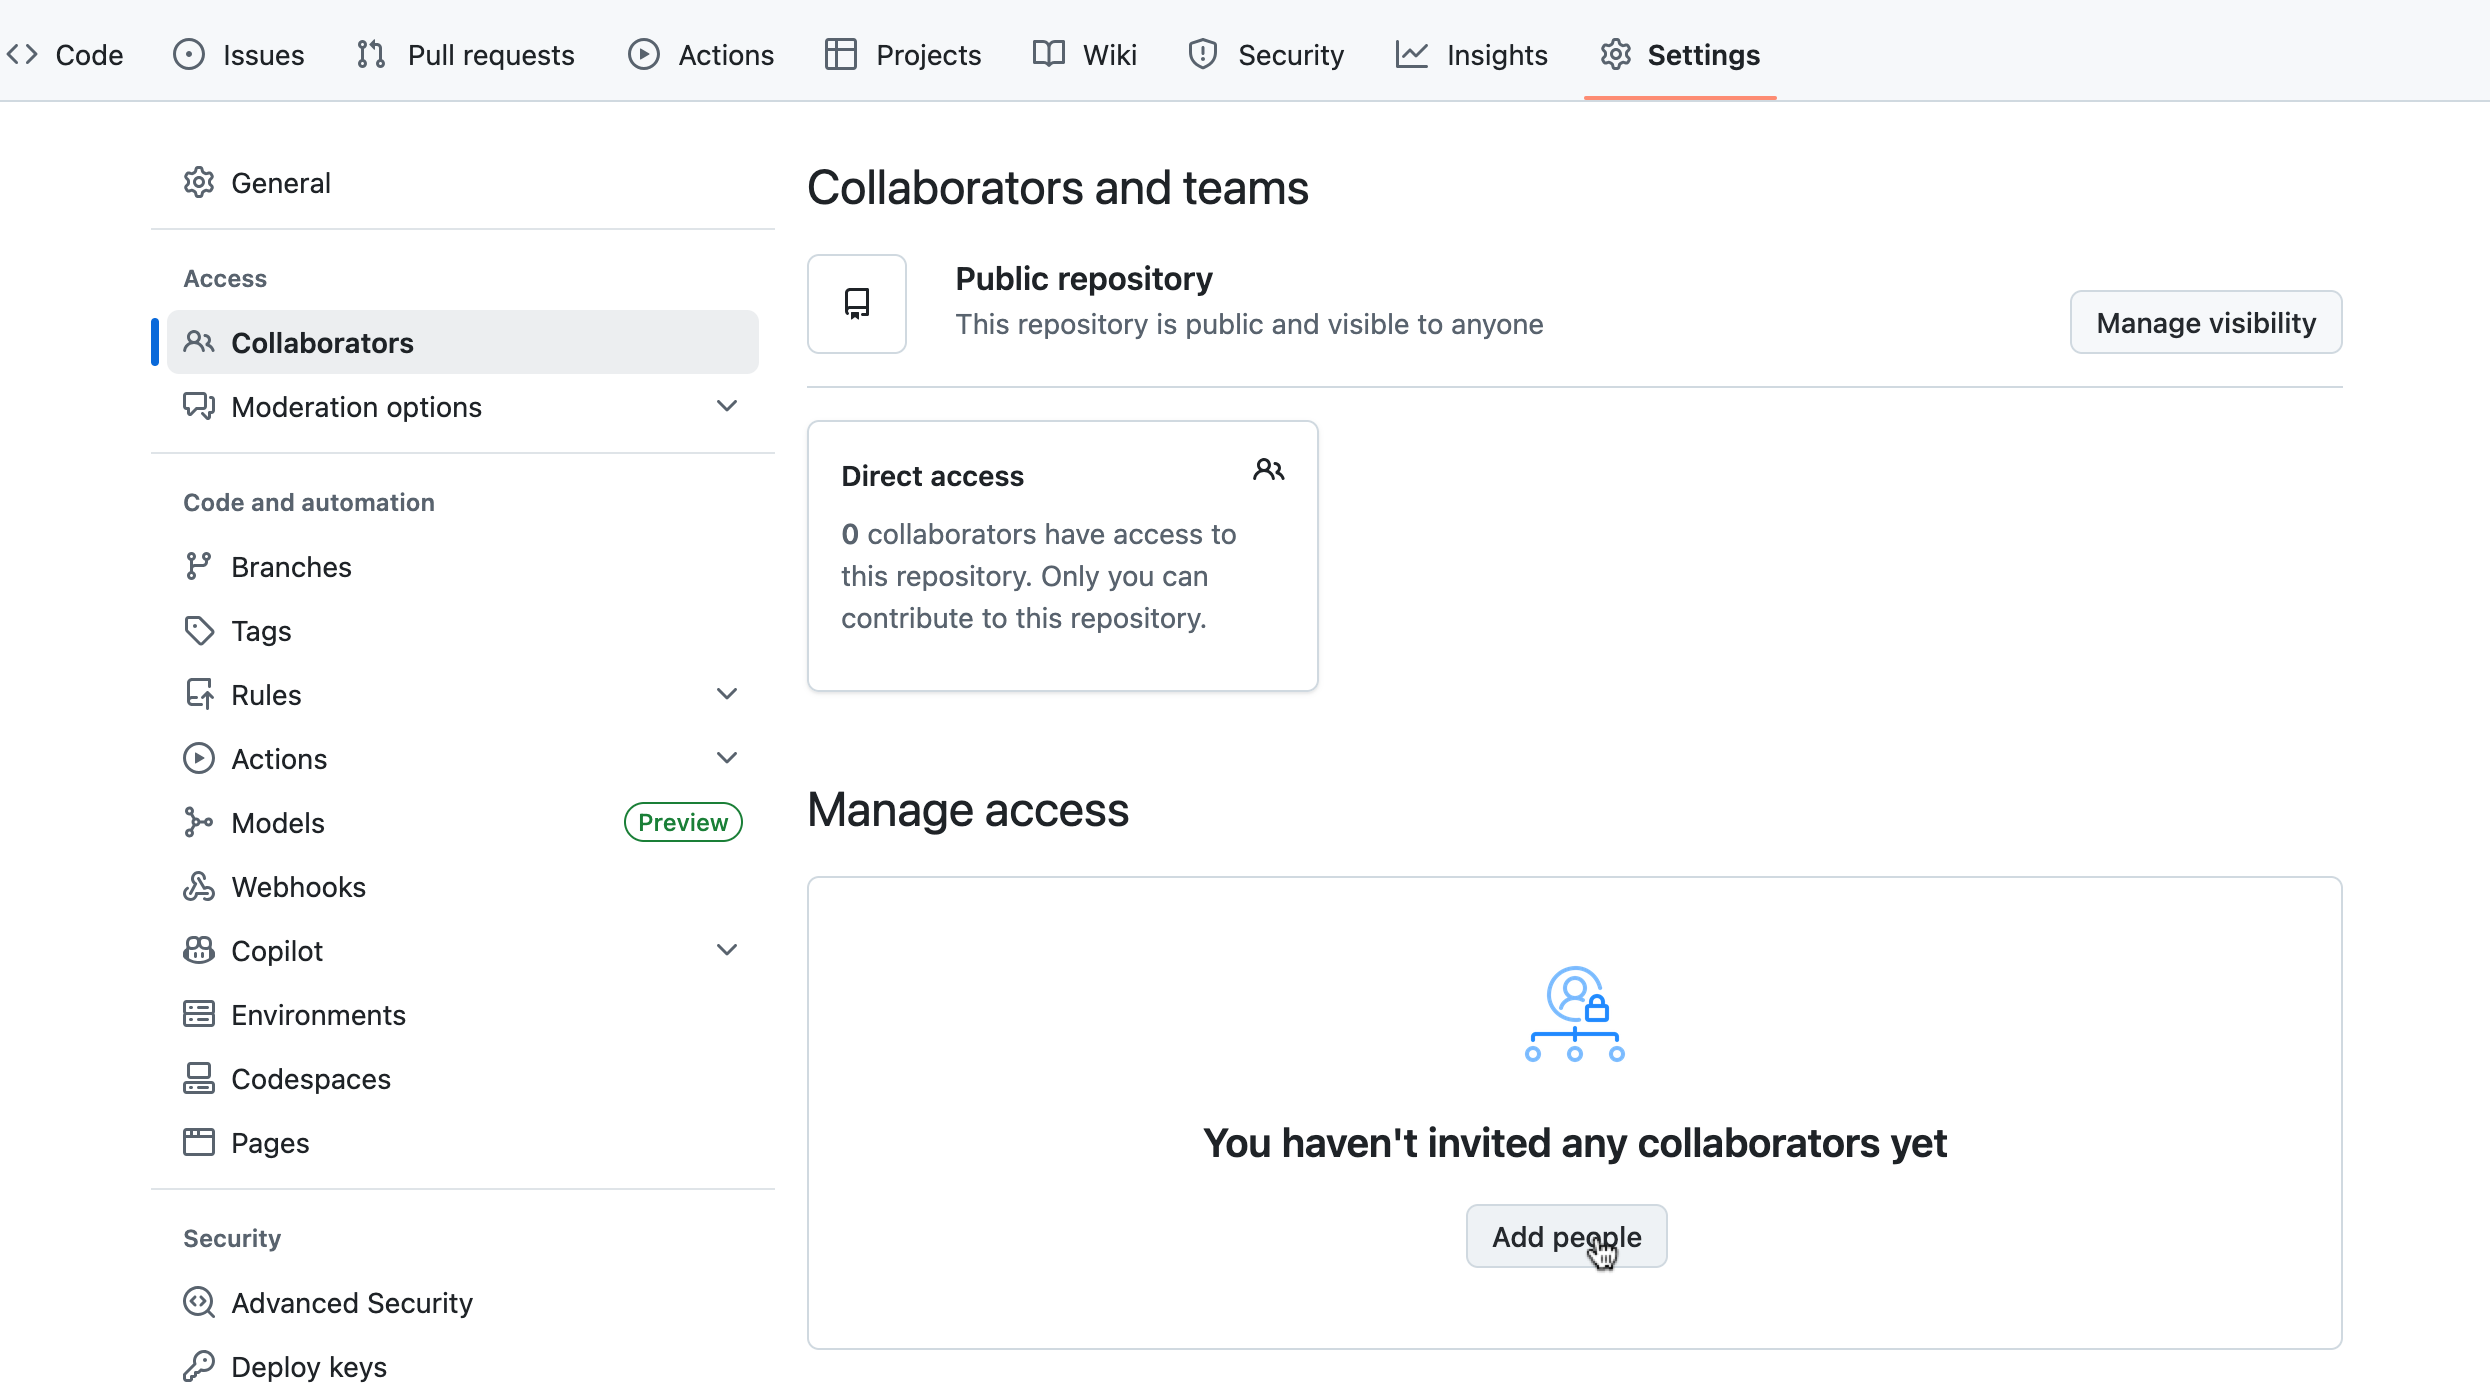 Code Issues Pull requests Actions Projects Wiki Security Insights Settings
General
Access
Collaborators
Moderation options
Code and automation
Branches
Tags
Rules
Actions
Models Preview
Webhooks
Copilot
Environments
Codespaces
Pages
Security
Advanced Security
Deploy keys
Collaborators and teams
Public repository
This repository is public and visible to anyone
Manage visibility
Direct access
0 collaborators have access to
this repository. Only you can
contribute to this repository.
Manage access
You haven't invited any collaborators yet
Add people